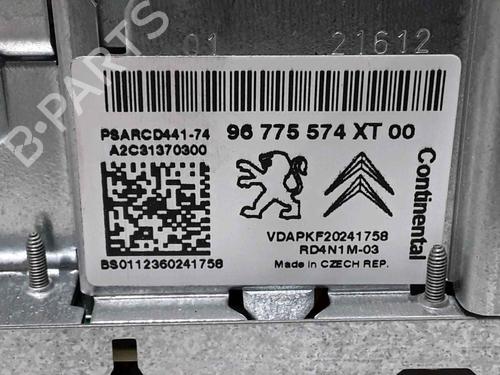 01 21612
PSARCD441-74
A2C31370300
96 775 574 XT 00
Continental
VDAPKF20241758
RD4N1M-03
BS0112360241758
Made in CZECH REP.
B-PARTS